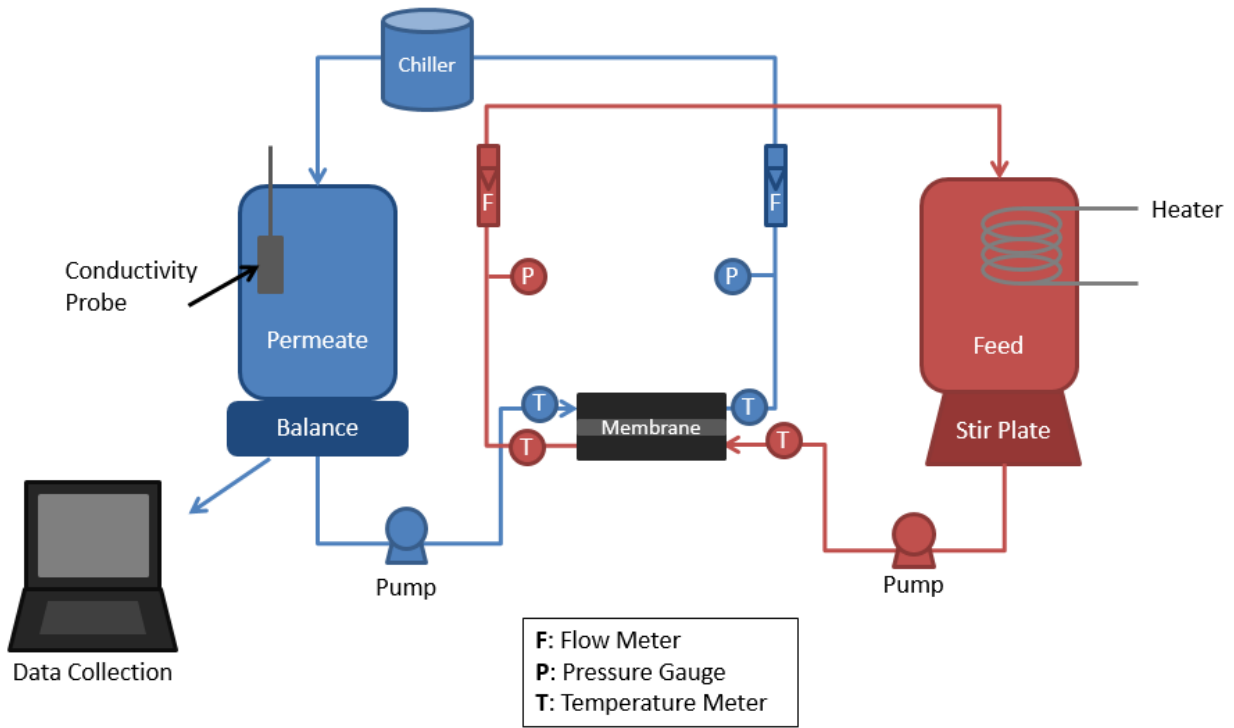 Chiller
F
F
Heater
P
P
Conductivity
Probe
Permeate
Feed
T
T
Membrane
T
T
Balance
Stir Plate
Pump
Pump
Data Collection
F: Flow Meter
P: Pressure Gauge
T: Temperature Meter